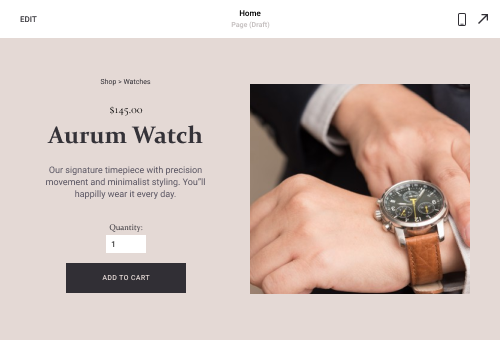 EDIT
Home
Page (Draft)
Shop > Watches
$145.00
Aurum Watch
Our signature timepiece with precision
movement and minimalist styling. You"ll
happily wear it every day.
Quantity:
1
ADD TO CART